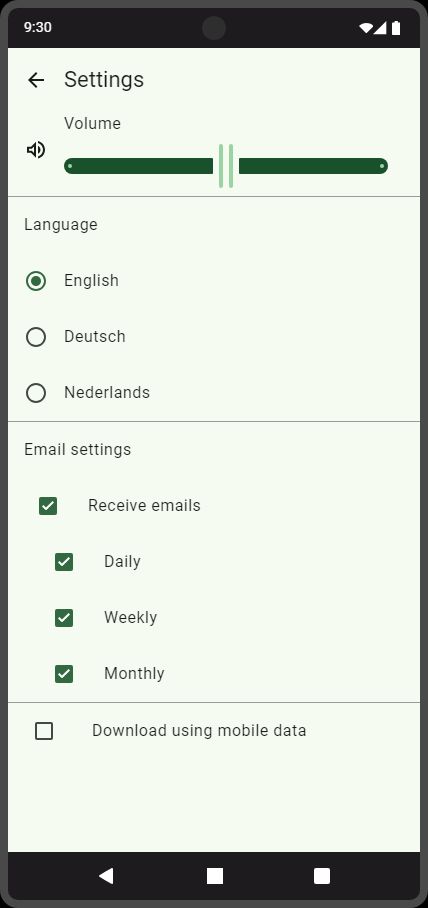 9:30
Settings
Volume
Language
English
Deutsch
Nederlands
Email settings
Receive emails
Daily
Weekly
Monthly
Download using mobile data